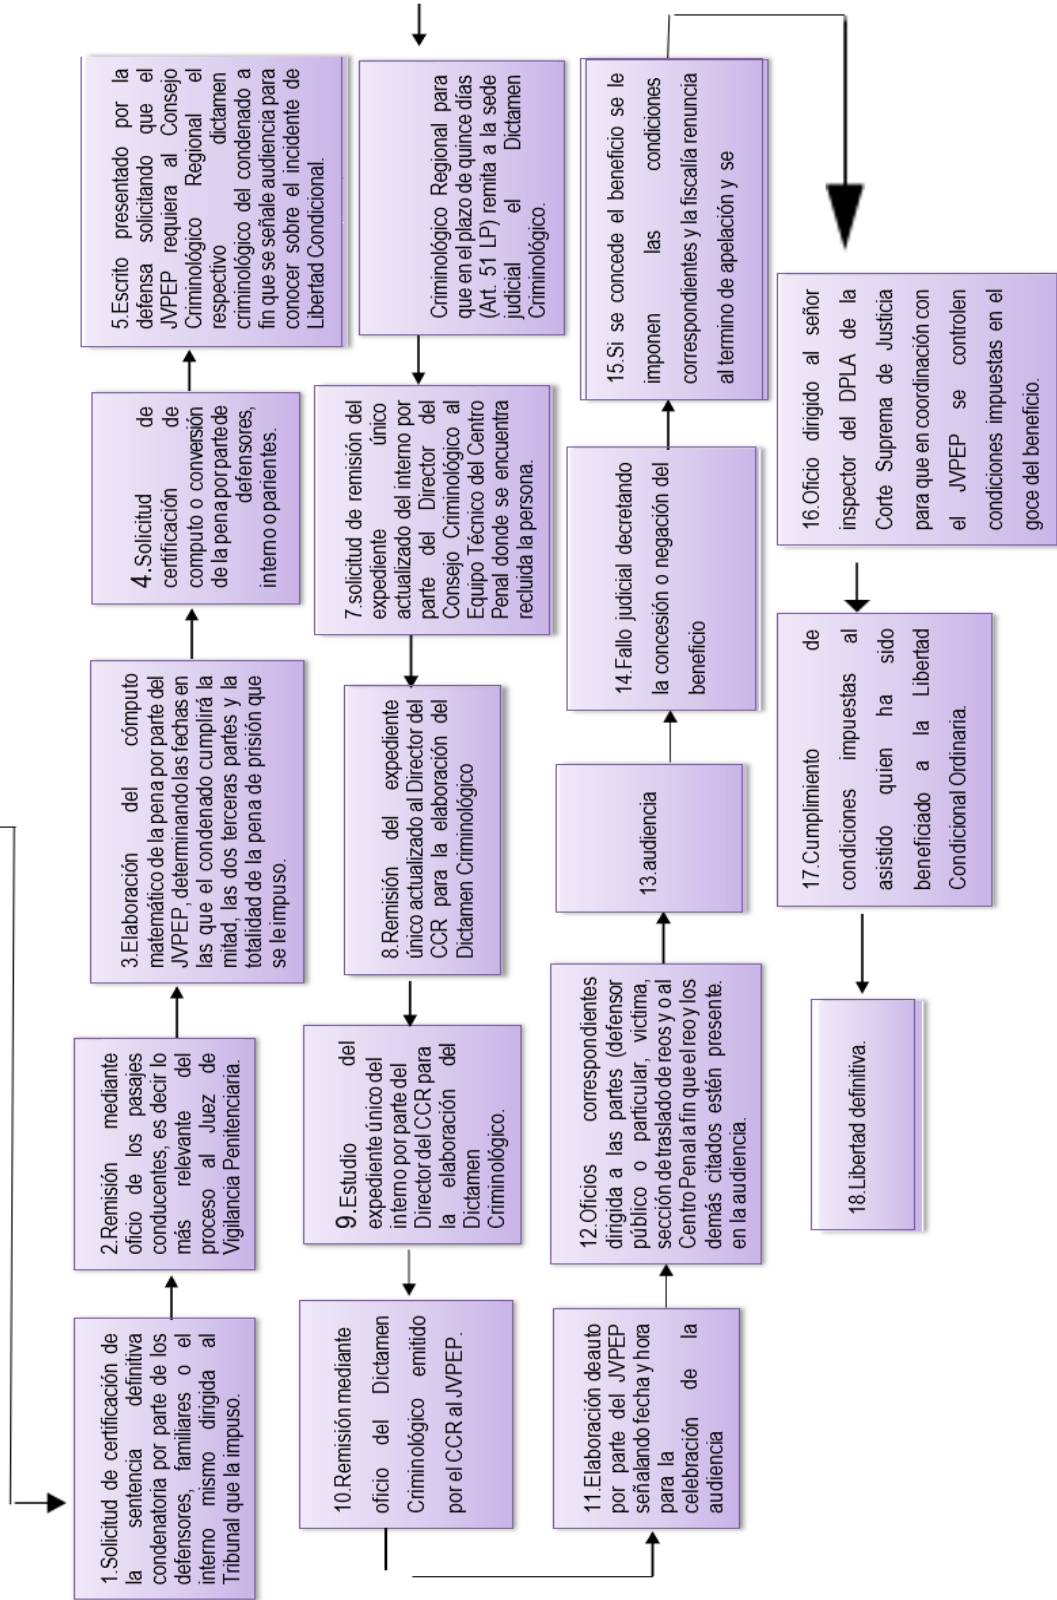 1.Solicitud de certificación de
la sentencia definitiva
condenatoria por parte de los
defensores, familiares o el
interno mismo dirigida al
Tribunal que la impuso.
2.Remisión mediante
oficio de los pasajes
conducentes, es decir lo
más relevante del
proceso al Juez de
Vigilancia Penitenciaria.
3.Elaboración del cómputo
matemático de la pena por parte del
JVPEP, determinando las fechas en
las que el condenado cumplirá la
mitad, las dos terceras partes y la
totalidad de la pena de prisión que
se le impuso.
4.Solicitud de
certificación de
computo o conversión
de la pena por parte de
defensores,
interno o parientes.
5.Escrito presentado por la
defensa solicitando que el
JVPEP requiera al Consejo
Criminológico Regional el
respectivo dictamen
criminológico del condenado a
fin que se señale audiencia para
conocer sobre el incidente de
Libertad Condicional.
Criminológico Regional para
que en el plazo de quince días
(Art. 51 LP) remita a la sede
judicial el Dictamen
Criminológico.
7.solicitud de remisión del
expediente único
actualizado del interno por
parte del Director del
Consejo Criminológico al
Equipo Técnico del Centro
Penal donde se encuentra
recluida la persona.
8.Remisión del expediente
único actualizado al Director del
CCR para la elaboración del
Dictamen Criminológico
9.Estudio del
expediente único del
interno por parte del
Director del CCR para
la elaboración del
Dictamen
Criminológico.
10.Remisión mediante
oficio del Dictamen
Criminológico emitido
por el CCR al JVPEP.
11.Elaboración de auto
por parte del JVPEP
señalando fecha y hora
para la
celebración de la
audiencia
12.Oficios correspondientes
dirigida a las partes (defensor
público o particular, victima,
sección de traslado de reos y o al
Centro Penal a fin que el reo y los
demás citados estén presente.
en la audiencia.
13.audiencia
14.Fallo judicial decretando
la concesión o negación del
beneficio
15.Si se concede el beneficio se le
imponen las condiciones
correspondientes y la fiscalía renuncia
al termino de apelación y se
16.Oficio dirigido al señor
inspector del DPLA de la
Corte Suprema de Justicia
para que en coordinación con
el JVPEP se controlen
condiciones impuestas en el
goce del beneficio.
17.Cumplimiento de
condiciones impuestas al
asistido quien ha sido
beneficiado a la Libertad
Condicional Ordinaria.
18.Libertad definitiva.